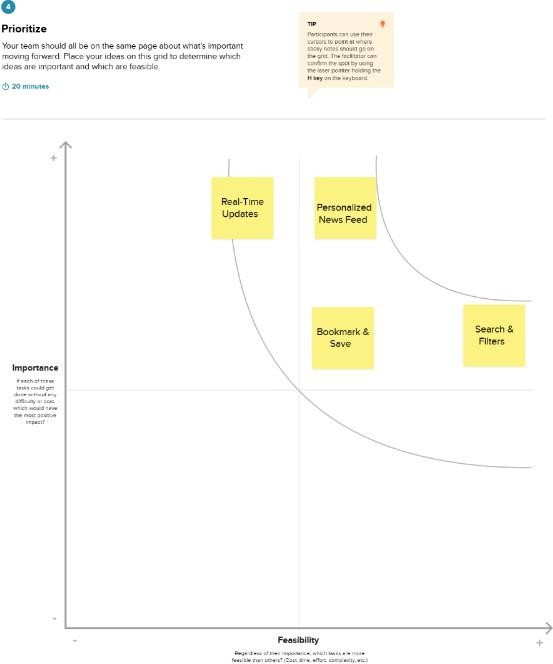 4
Prioritize
Your team should all be on the same page about what's important
moving forward. Place your ideas on this grid to determine which
ideas are important and which are feasible.
20 minutes
TIP
Participants can use their
cursors to point at where
sticky notes should go on
the grid. The facilitator can
confirm the spot by using
the laser pointer holding the
H key on the keyboard.
+
Real-Time
Updates
Personalized
News Feed
Bookmark &
Save
Search &
Filters
Importance
If each of these
tasks could get
done without any
difficulty or cost,
which would have
the most positive
impact?
-
-
Feasibility
+
Regardless of their importance, which tasks are more
feasible than others? (Cost, time, effort, complexity, etc.)